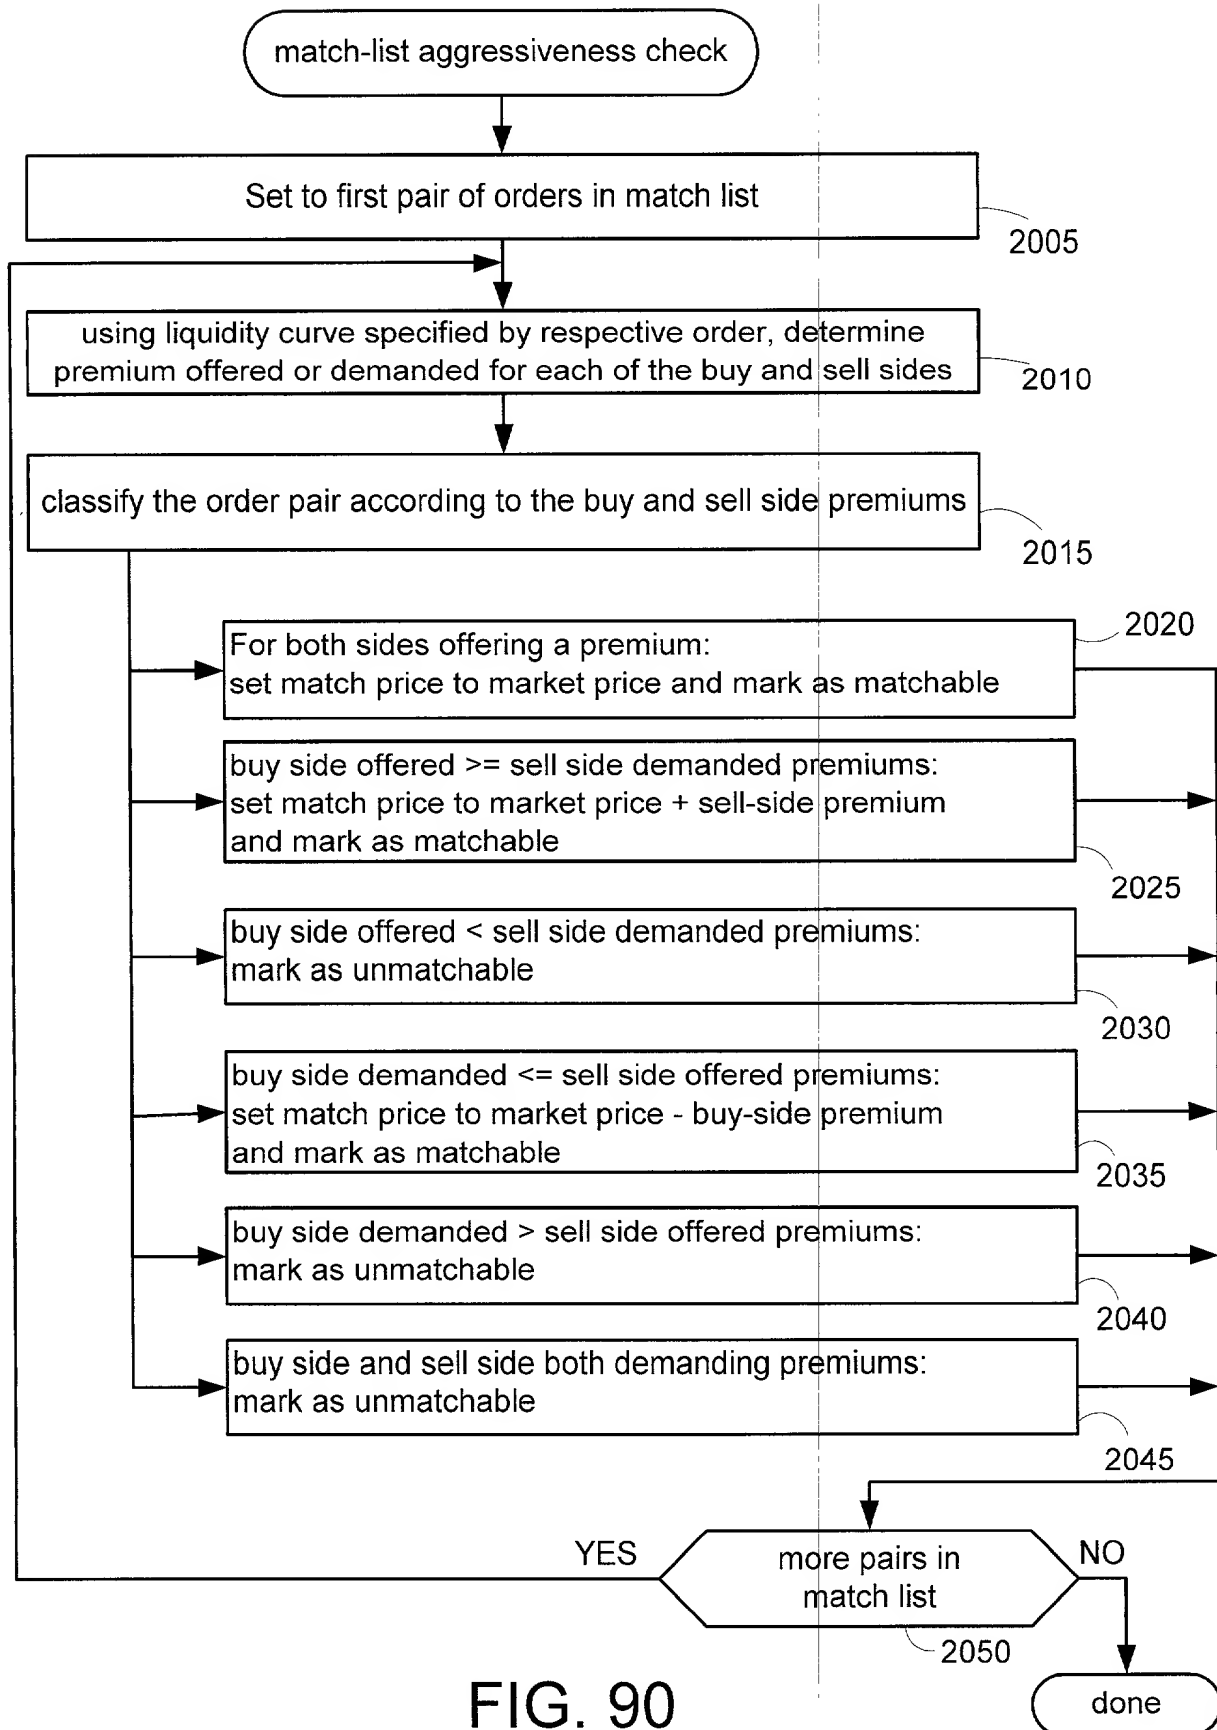 match-list aggressiveness check
Set to first pair of orders in match list
2005
using liquidity curve specified by respective order, determine
premium offered or demanded for each of the buy and sell sides
2010
classify the order pair according to the buy and sell side premiums
2015
2020
For both sides offering a premium:
set match price to market price and mark as matchable
buy side offered >= sell side demanded premiums:
set match price to market price + sell-side premium
and mark as matchable
2025
buy side offered < sell side demanded premiums:
mark as unmatchable
2030
buy side demanded <= sell side offered premiums:
set match price to market price - buy-side premium
and mark as matchable
2035
buy side demanded > sell side offered premiums:
mark as unmatchable
2040
buy side and sell side both demanding premiums:
mark as unmatchable
2045
YES
more pairs in
match list
NO
2050
done
FIG. 90